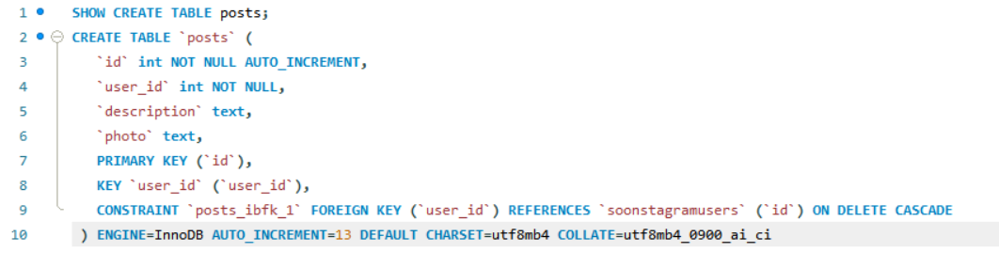 1 SHOW CREATE TABLE posts;
2 CREATE TABLE `posts` (
3 `id` int NOT NULL AUTO_INCREMENT,
4 `user_id` int NOT NULL,
5 `description` text,
6 `photo` text,
7 PRIMARY KEY (`id`),
8 KEY `user_id` (`user_id`),
9 CONSTRAINT `posts_ibfk_1` FOREIGN KEY (`user_id`) REFERENCES `soonstagramusers` (`id`) ON DELETE CASCADE
10 ) ENGINE=InnoDB AUTO_INCREMENT=13 DEFAULT CHARSET=utf8mb4 COLLATE=utf8mb4_0900_ai_ci